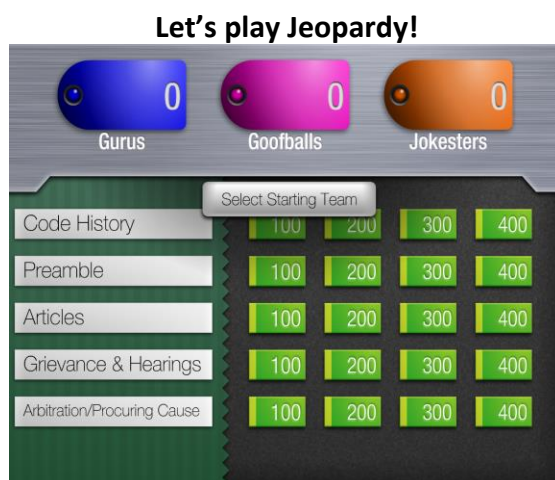 Let's play Jeopardy!
0 0 0
Gurus Goofballs Jokesters
Select Starting Team
Code History 100 200 300 400
Preamble 100 200 300 400
Articles 100 200 300 400
Grievance & Hearings 100 200 300 400
Arbitration/Procuring Cause 100 200 300 400